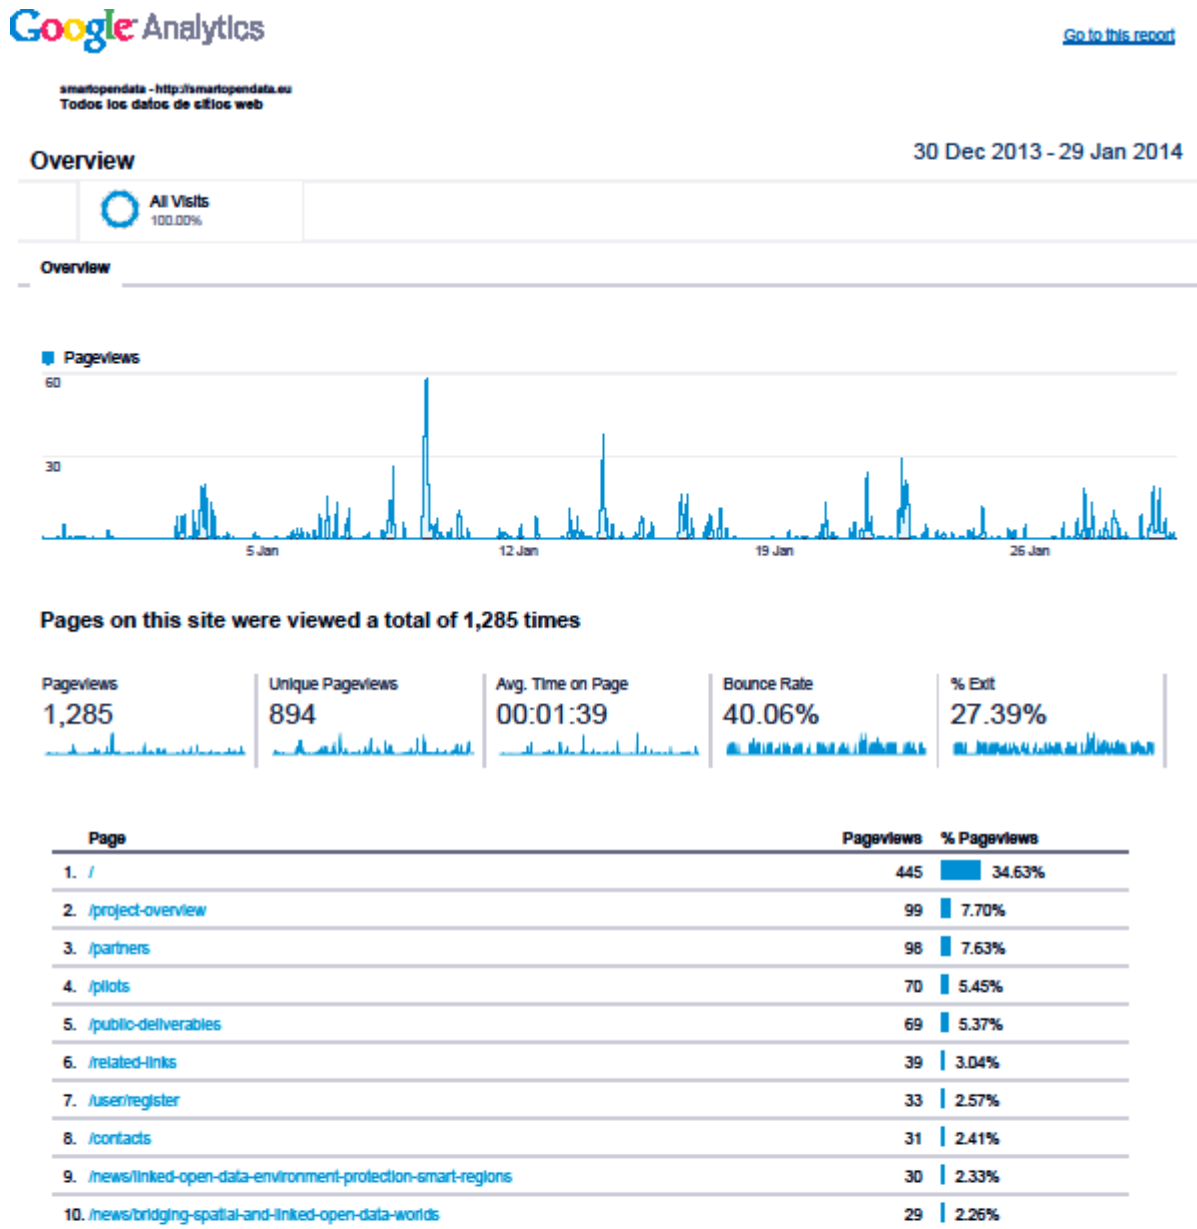 Google Analytics
Go to this report
smartopendata - http://smartopendata.eu
Todos los datos de sitios web
Overview
30 Dec 2013 - 29 Jan 2014
All Visits
100.00%
Overview
Pageviews
60
30
5 Jan 12 Jan 19 Jan 26 Jan
Pages on this site were viewed a total of 1,285 times
Pageviews Unique Pageviews Avg. Time on Page Bounce Rate % Exit
1,285 894 00:01:39 40.06% 27.39%
Page Pageviews % Pageviews
1. / 445 34.63%
2. /project-overview 99 7.70%
3. /partners 98 7.63%
4. /pilots 70 5.45%
5. /public-deliverables 69 5.37%
6. /related-links 39 3.04%
7. /user/register 33 2.57%
8. /contacts 31 2.41%
9. /news/linked-open-data-environment-protection-smart-regions 30 2.33%
10. /news/bridging-spatial-and-linked-open-data-worlds 29 2.26%